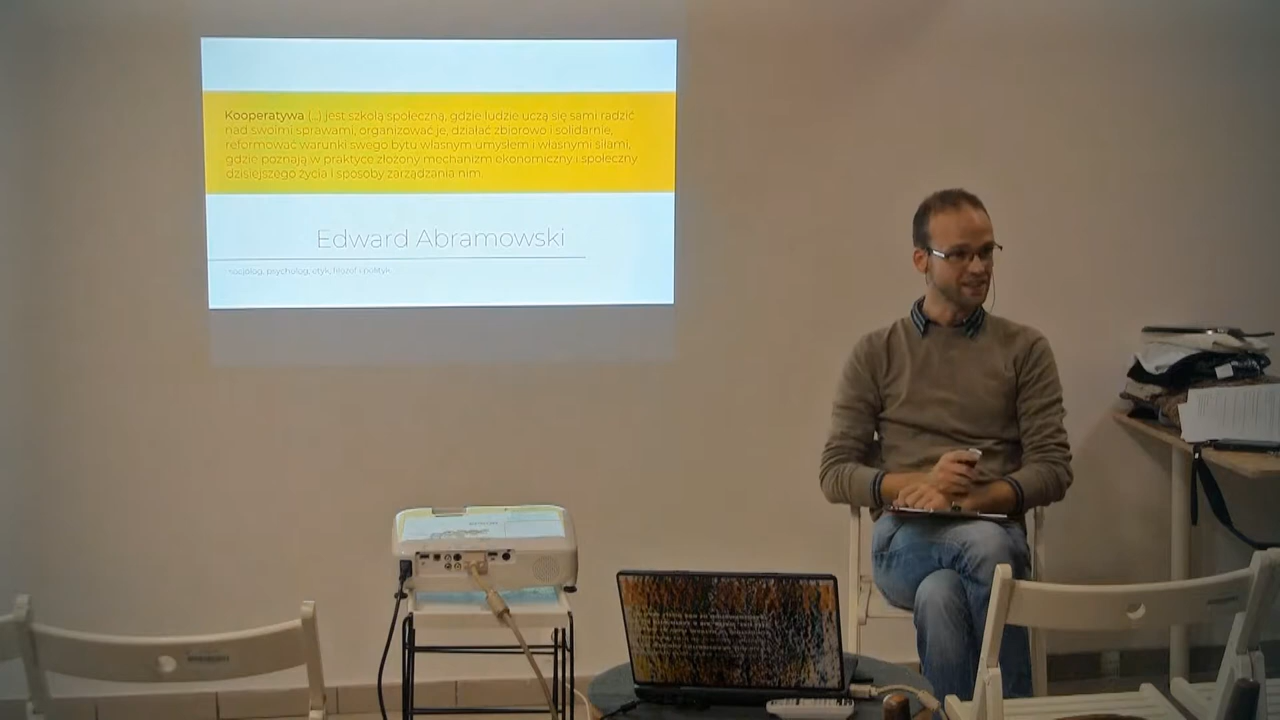 Kooperatywa (...) jest szkołą społeczną, gdzie ludzie uczą się sami radzić
nad swoimi sprawami, organizować je, działać zbiorowo i solidarnie,
reformować warunki swego bytu własnym umysłem i własnymi siłami,
gdzie poznają w praktyce złożony mechanizm ekonomiczny i społeczny
dzisiejszego życia i sposoby zarządzania nim.
Edward Abramowski
socjolog, psycholog, etyk, filozof i polityk